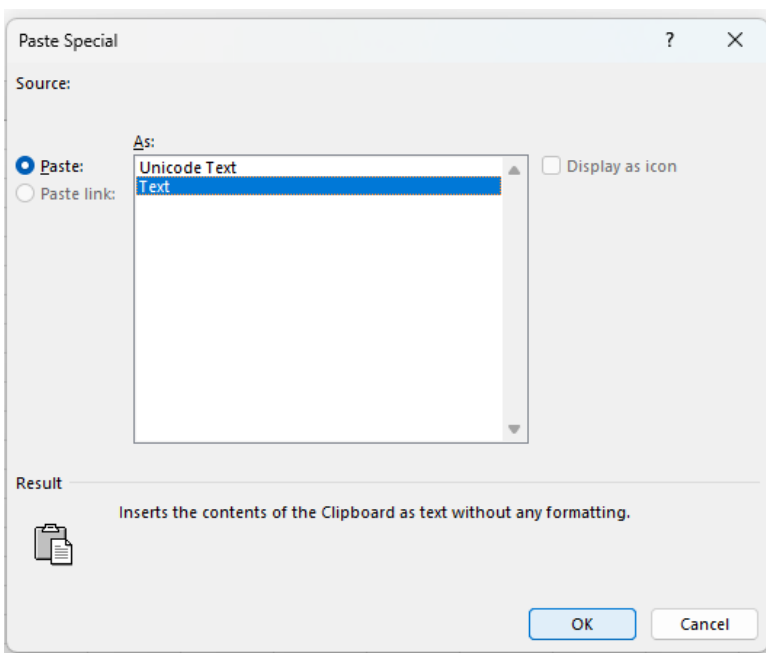 Paste Special ? X
Source:
As:
Paste: Unicode Text Display as icon
Paste link: Text
Result
Inserts the contents of the Clipboard as text without any formatting.
OK Cancel